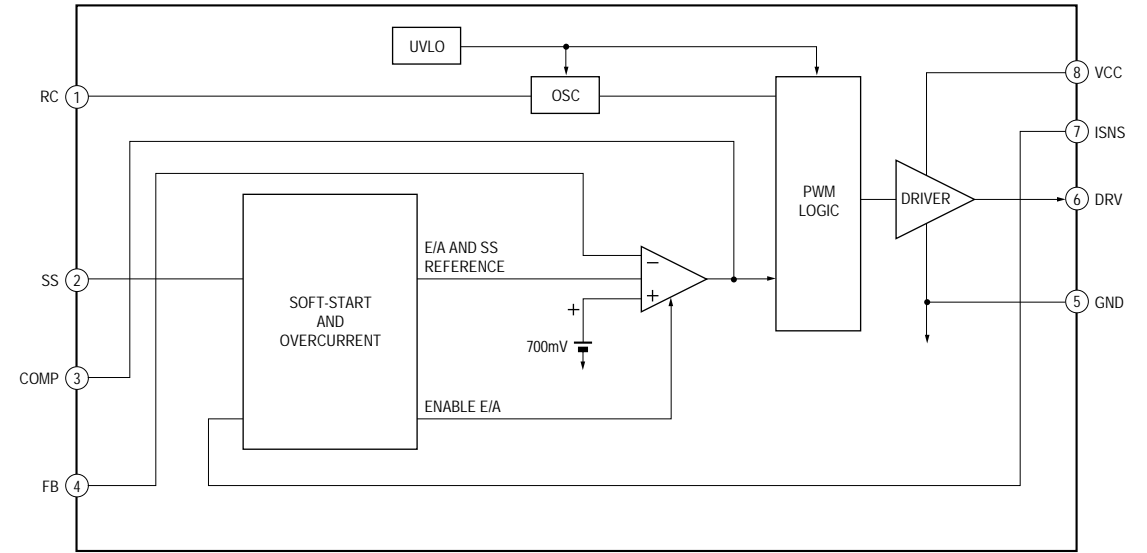 UVLO
8 VCC
RC 1
OSC
7 ISNS
PWM
LOGIC
DRIVER
6 DRV
E/A AND SS
REFERENCE
−
SS 2
+
SOFT-START
AND
OVERCURRENT
+
5 GND
700mV
COMP 3
ENABLE E/A
FB 4